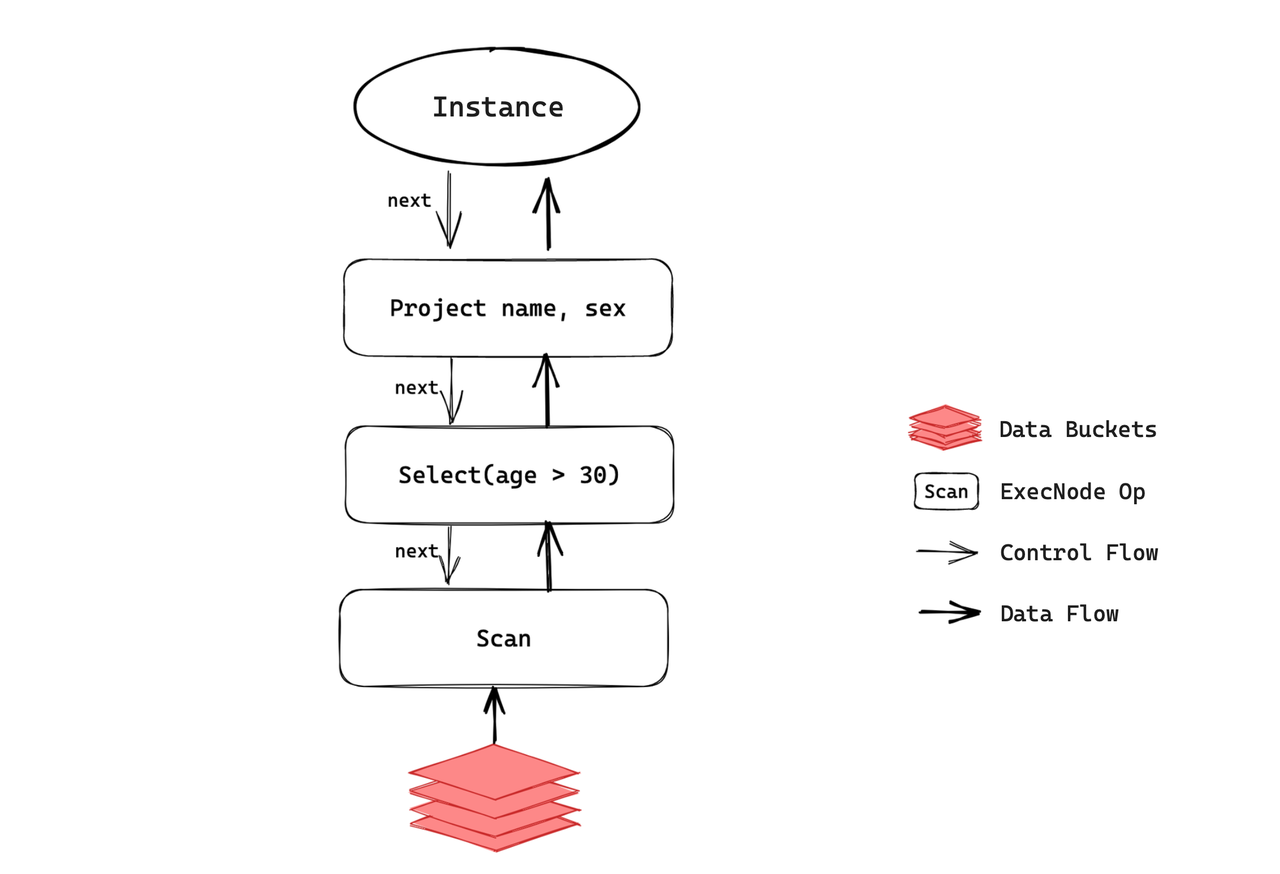 Instance
next
Project name, sex
next
Select(age > 30)
next
Scan
Data Buckets
Scan
ExecNode Op
Control Flow
Data Flow